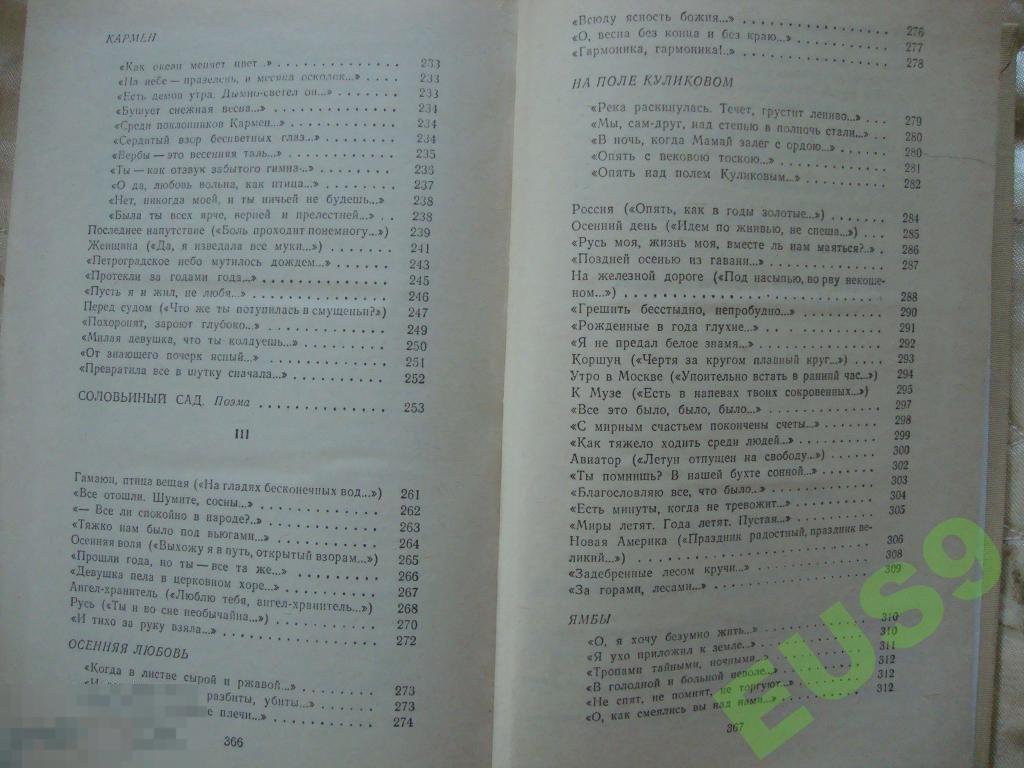 КАРМЕН
«Как океан меняет цвет..» 233
«На небе — празелень, и месяца осколок...» 233
«Есть демон утра. Дымно-светел он...» 233
«Бушует снежная весна...» 234
«Среди поклонников Кармен...» 234
«Сердитый взор бесцветных глаз...» 234
«Вербы — это весенняя таль...» 235
«Ты — как отзвук забытого гимна...» 236
«О да, любовь вольна, как птица...» 237
«Нет, никогда моей, и ты ничьей не будешь...» 238
«Была ты всех ярче, верней и прелестней...» 238
Последнее напутствие («Боль проходит понемногу...») 239
Женщина («Да, я изведала все муки...») 241
«Петроградское небо мутилось дождем...» 243
«Протекли за годами года...» 245
«Пусть я и жил, не любя...» 246
Перед судом («Что же ты потупилась в смущеньи?») 247
«Похоронят, зароют глубоко...» 249
«Милая девушка, что ты колдуешь...» 250
«От знающего почерк ясный...» 251
«Превратила все в шутку сначала...» 252
СОЛОВЬИНЫЙ САД. Поэма 253
III
Гамаюн, птица вещая («На гладях бесконечных вод...») 261
«Все отошли. Шумите, сосны...» 262
«— Все ли спокойно в народе?..» 263
«Тяжко нам было под вьюгами...» 264
Осенняя воля («Выхожу я в путь, открытый взорам...») 265
«Прошли года, но ты — все та же...» 266
«Девушка пела в церковном хоре...» 267
Ангел-хранитель («Люблю тебя, ангел-хранитель...») 268
Русь («Ты и во сне необычайна...») 270
«И тихо за руку взяла...» 272
ОСЕННЯЯ ЛЮБОВЬ
«Когда в листве сырой и ржавой...» 273
разбиты, убиты...» 273
плечи...» 274
366
«Всюду ясность божия...» 276
«О, весна без конца и без краю...» 277
«Гармоника, гармоника!..» 278
НА ПОЛЕ КУЛИКОВОМ
«Река раскинулась. Течет, грустит лениво...» 279
«Мы, сам-друг, над степью в полночь стали...» 280
«В ночь, когда Мамай залег с ордою...» 280
«Опять с вековою тоскою...» 281
«Опять над полем Куликовым...» 282
Россия («Опять, как в годы золотые...») 284
Осенний день («Идем по жнивью, не спеша...») 285
«Русь моя, жизнь моя, вместе ль нам маяться?..» 286
«Поздней осенью из гавани...» 287
На железной дороге («Под насыпью, во рву некоше-
ном...») 288
«Грешить бесстыдно, непробудно...» 290
«Рожденные в года глухие...» 291
«Я не предал белое знамя...» 292
Коршун («Чертя за кругом плавный круг...») 293
Утро в Москве («Упоительно встать в ранний час...») 294
К Музе («Есть в напевах твоих сокровенных...») 295
«Все это было, было, было...» 297
«С мирным счастьем покончены счеты...» 298
«Как тяжело ходить среди людей...» 299
Авиатор («Летун отпущен на свободу...») 300
«Ты помнишь? В нашей бухте сонной...» 302
«Благословляю все, что было...» 303
«Есть минуты, когда не тревожит...» 304
«Миры летят. Года летят. Пустая...» 305
Новая Америка («Праздник радостный, праздник ве-
ликий...») 306
«Задебренные лесом кручи...» 308
«За горами, лесами...» 309
ЯМБЫ
«О, я хочу безумно жить...» 310
«Я ухо приложил к земле...» 310
«Тропами тайными, ночными...» 311
«В голодной и больной неволе...» 312
«Не спят, не помнят, не торгуют...» 312
«О, как смеялись вы над нами...» 312
367
EUS9